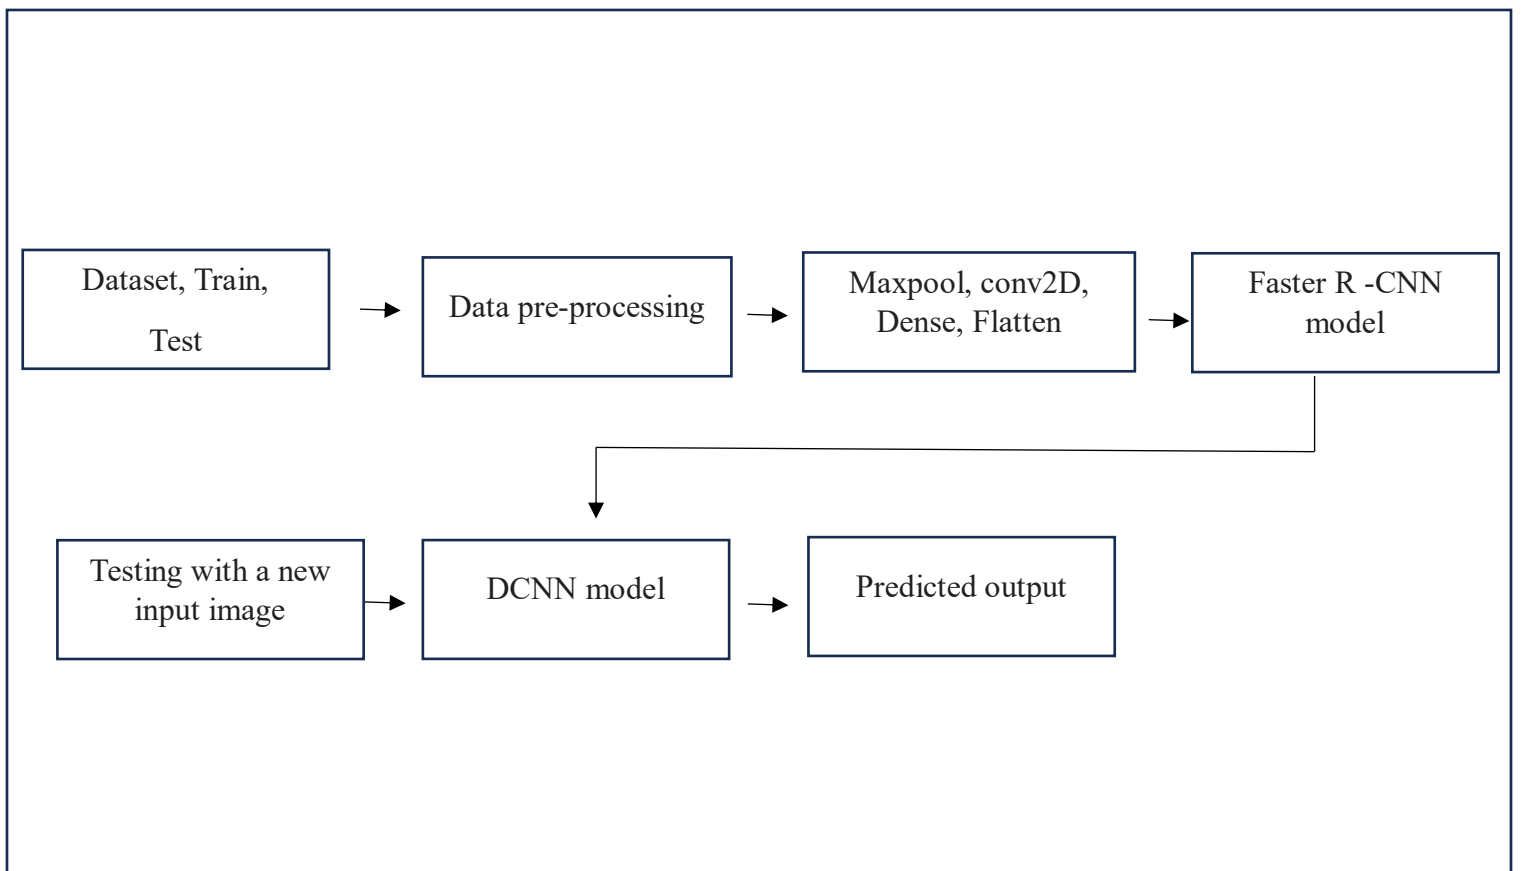 Dataset, Train,
Test
Data pre-processing
Maxpool, conv2D,
Dense, Flatten
Faster R -CNN
model
Testing with a new
input image
DCNN model
Predicted output